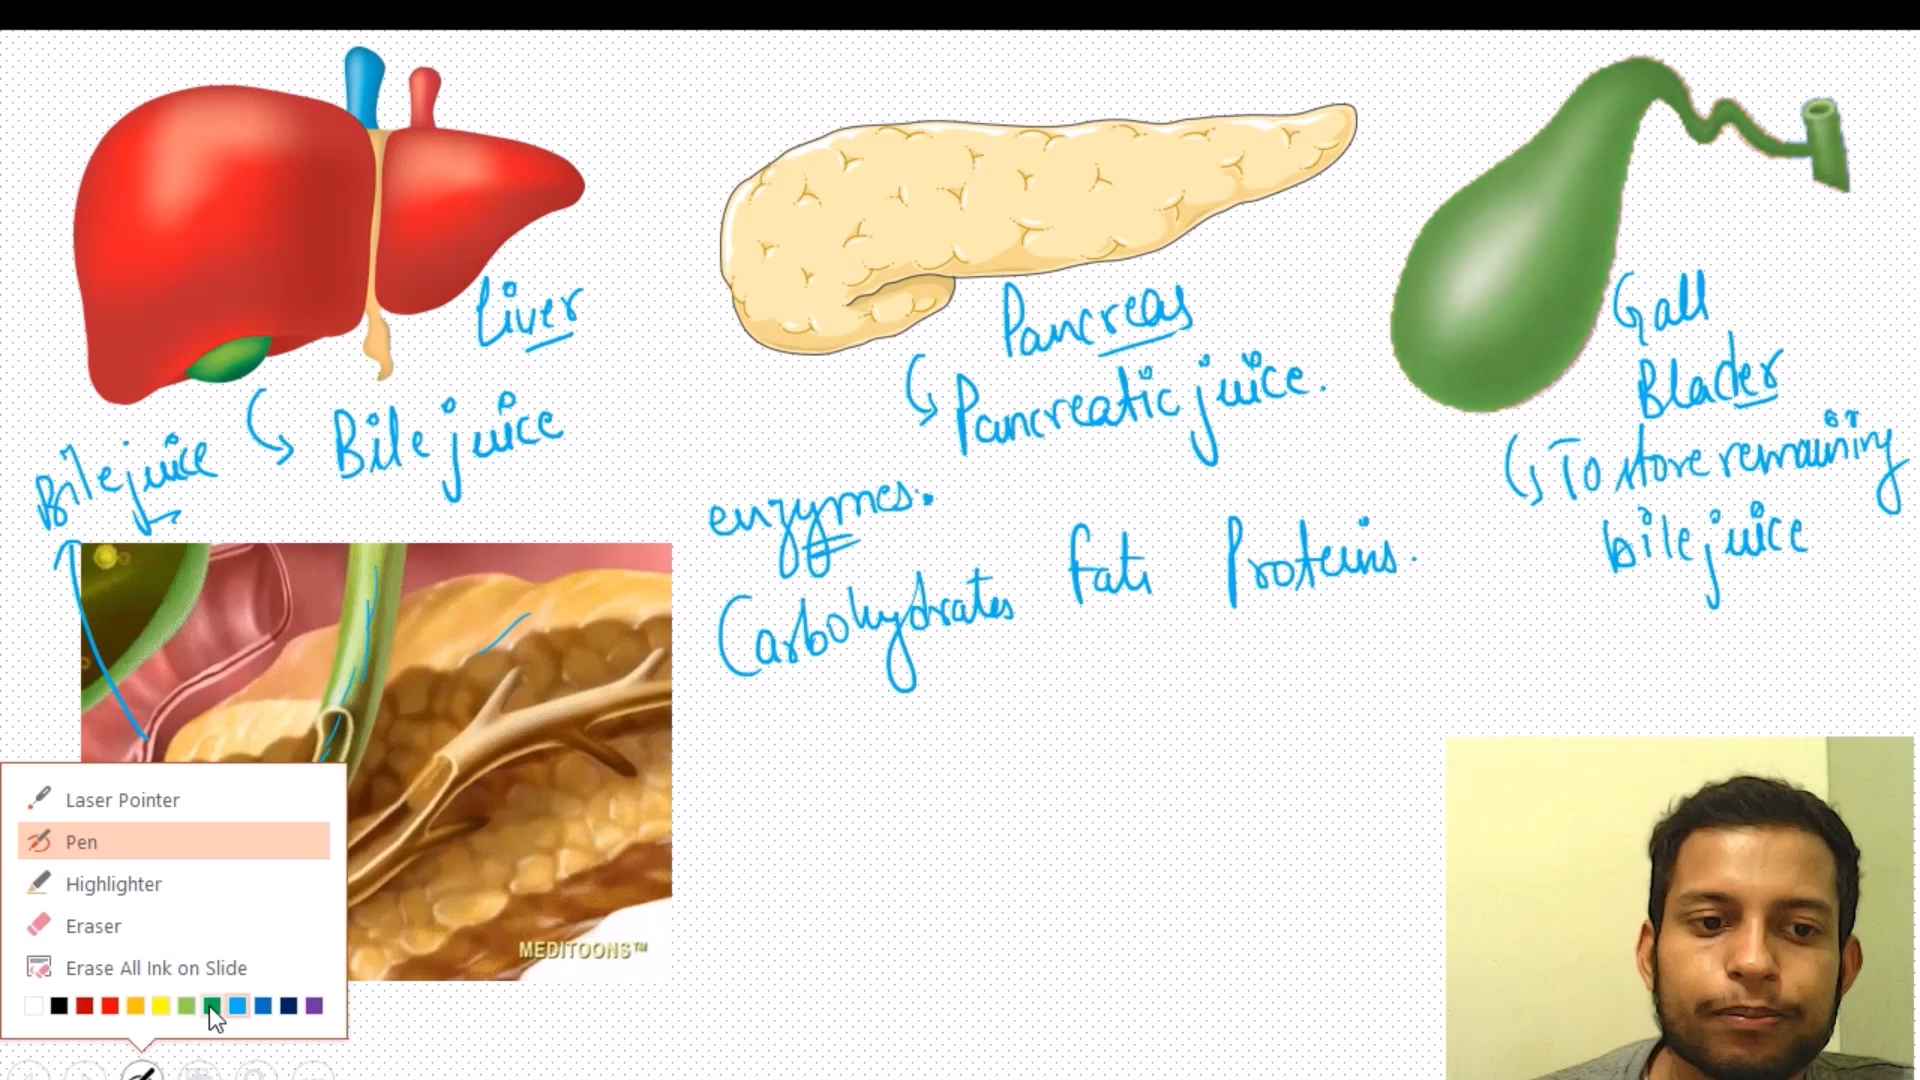 Liver
Bile juice
Bile juice
Pancreas
Pancreatic juice.
enzymes.
Carbohydrates Fats Proteins.
Gall
Blader
To store remaining
bile juice
MEDITOONS™
Laser Pointer
Pen
Highlighter
Eraser
Erase All Ink on Slide